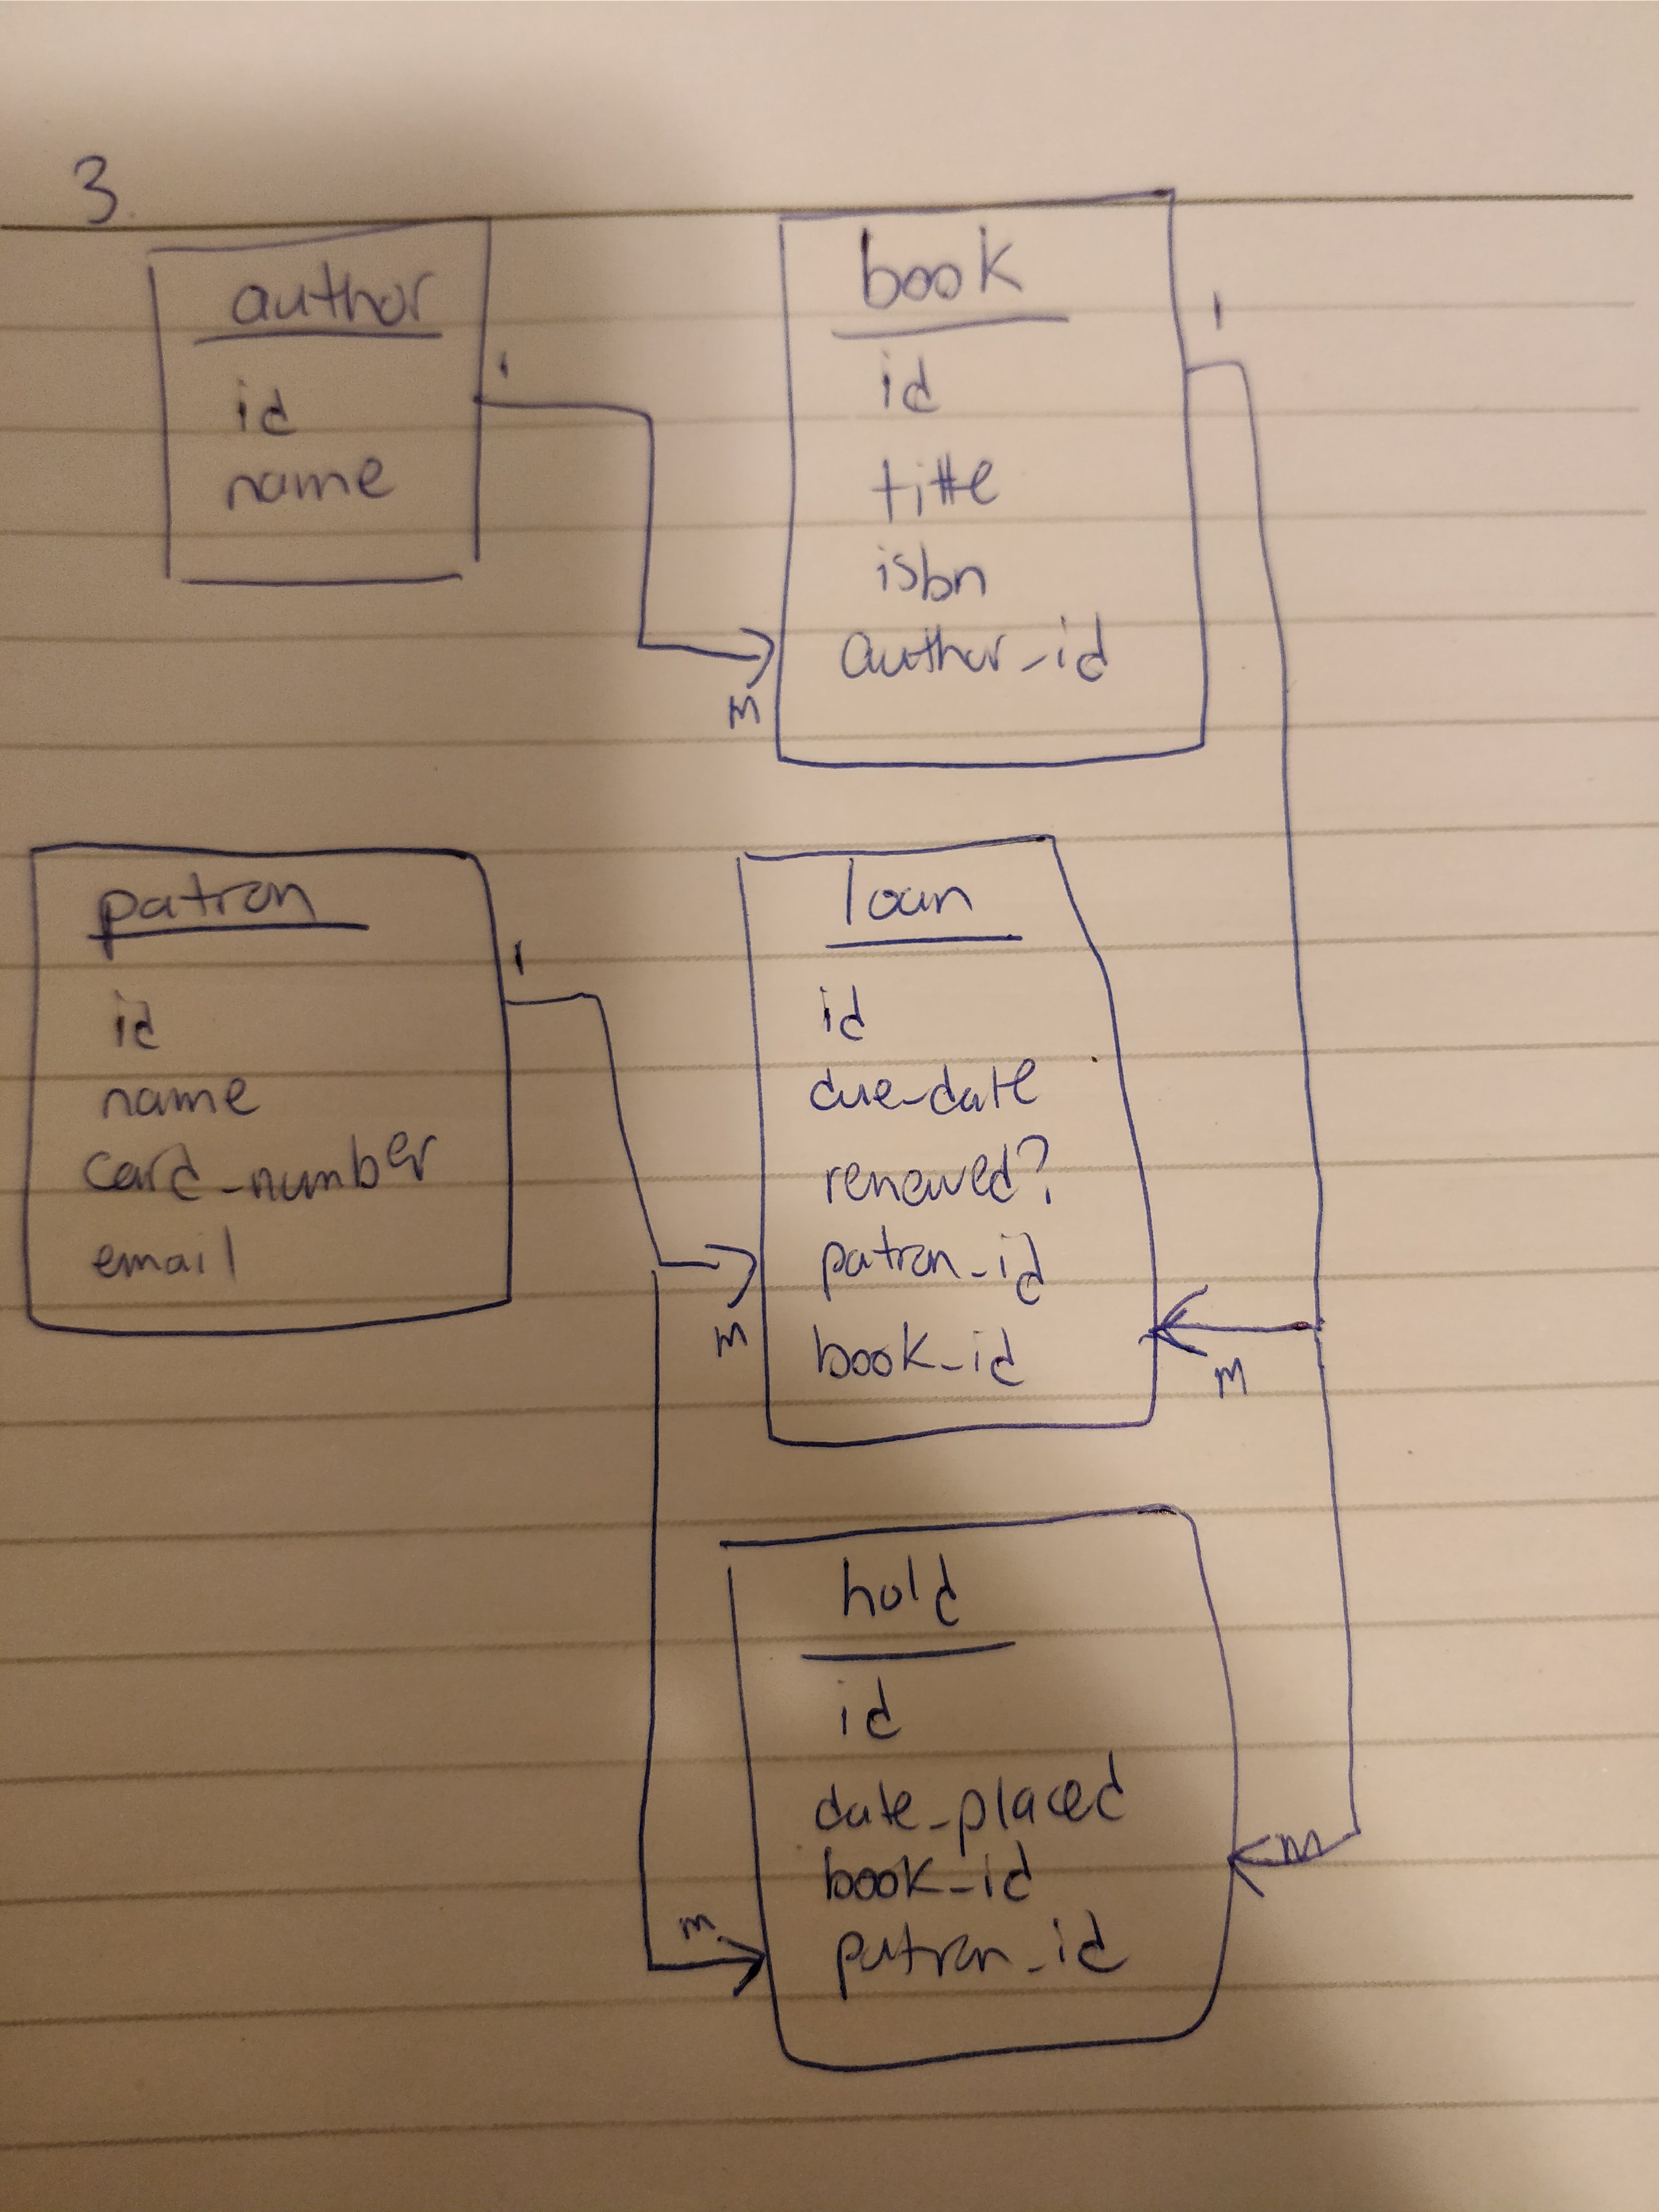 3.
author
id
name
1
m
book
id
title
isbn
author_id
1
patron
id
name
card_number
email
1
m
loan
id
due_date
renewed?
patron_id
book_id
m
hold
id
date_placed
book_id
patron_id
m
m